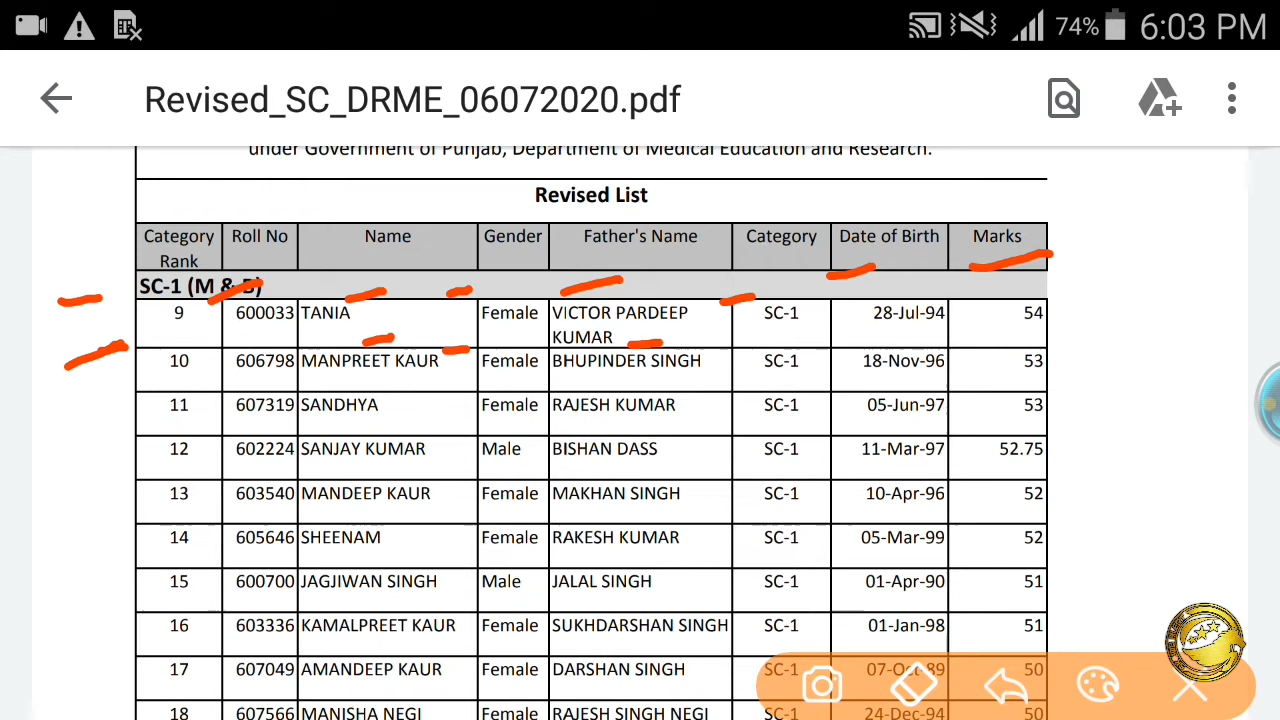 74% 6:03 PM
Revised_SC_DRME_06072020.pdf
under Government of Punjab, Department of Medical Education and Research.
Revised List
Category Rank Roll No Name Gender Father's Name Category Date of Birth Marks
SC-1 (M & B)
9 600033 TANIA Female VICTOR PARDEEP KUMAR SC-1 28-Jul-94 54
10 606798 MANPREET KAUR Female BHUPINDER SINGH SC-1 18-Nov-96 53
11 607319 SANDHYA Female RAJESH KUMAR SC-1 05-Jun-97 53
12 602224 SANJAY KUMAR Male BISHAN DASS SC-1 11-Mar-97 52.75
13 603540 MANDEEP KAUR Female MAKHAN SINGH SC-1 10-Apr-96 52
14 605646 SHEENAM Female RAKESH KUMAR SC-1 05-Mar-99 52
15 600700 JAGJIWAN SINGH Male JALAL SINGH SC-1 01-Apr-90 51
16 603336 KAMALPREET KAUR Female SUKHDARSHAN SINGH SC-1 01-Jan-98 51
17 607049 AMANDEEP KAUR Female DARSHAN SINGH SC-1 07-Oct-89 50
18 607566 MANISHA NEGI Female RAJESH SINGH NEGI SC-1 24-Dec-94 50